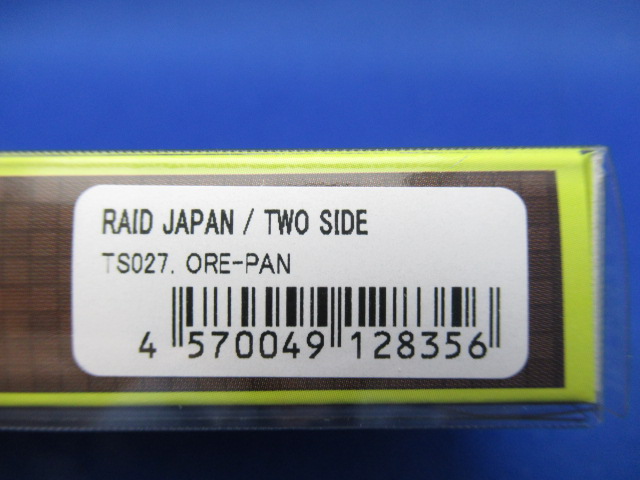 RAID JAPAN / TWO SIDE
TS027. ORE-PAN
4 570049 128356